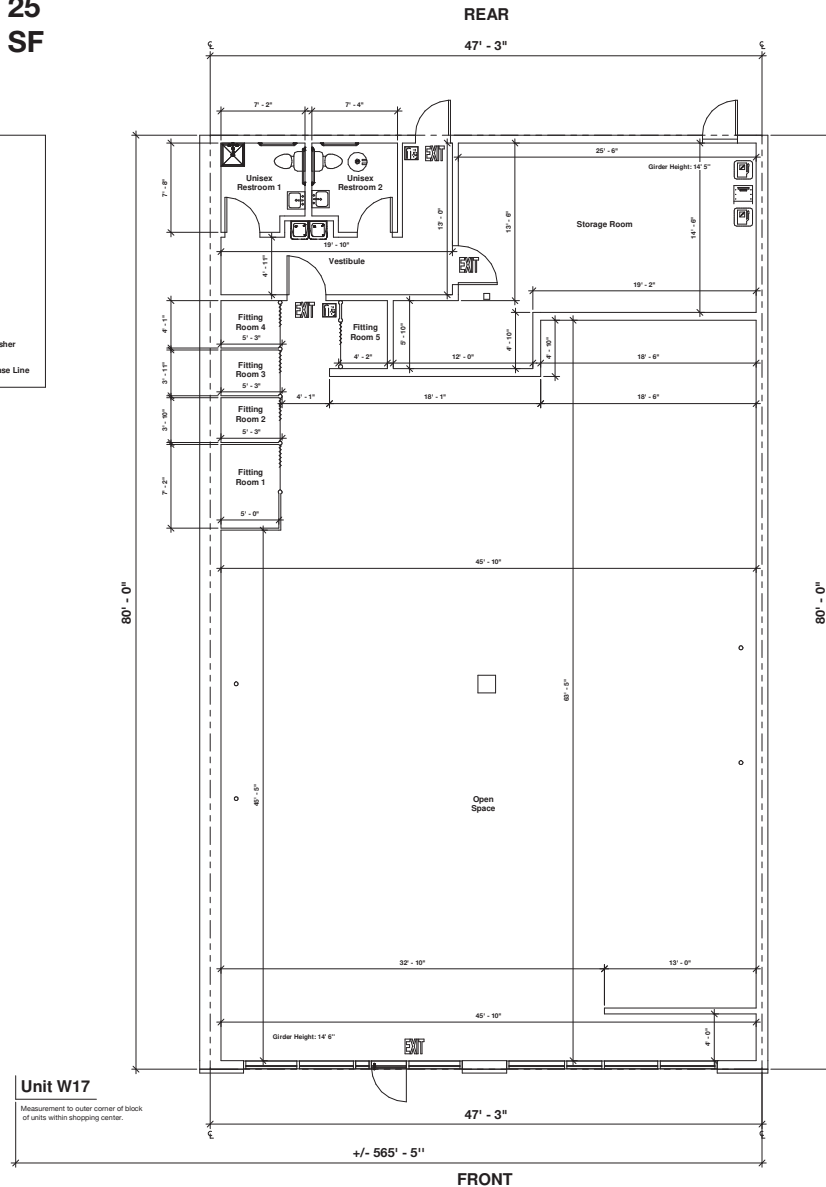 25
SF
REAR
47' - 3"
7' - 2"
7' - 4"
EXIT
25' - 6"
Girder Height: 14' 5"
7' - 8"
Unisex
Restroom 1
Unisex
Restroom 2
13' - 0"
13' - 6"
14' - 6"
Storage Room
19' - 10"
4' - 11"
Vestibule
EXIT
19' - 2"
EXIT
4' - 1"
Fitting
Room 4
5' - 3"
Fitting
Room 5
5' - 10"
4' - 10"
4' - 10"
sher
3' - 11"
Fitting
Room 3
5' - 3"
4' - 2"
12' - 0"
18' - 6"
ase Line
3' - 10"
Fitting
Room 2
5' - 3"
4' - 1"
18' - 1"
18' - 6"
7' - 2"
Fitting
Room 1
5' - 0"
45' - 10"
80' - 0"
80' - 0"
63' - 5"
45' - 5"
Open
Space
32' - 10"
13' - 0"
45' - 10"
4' - 0"
Girder Height: 14' 6"
EXIT
Unit W17
Measurement to outer corner of block
of units within shopping center.
47' - 3"
+/- 565' - 5''
FRONT